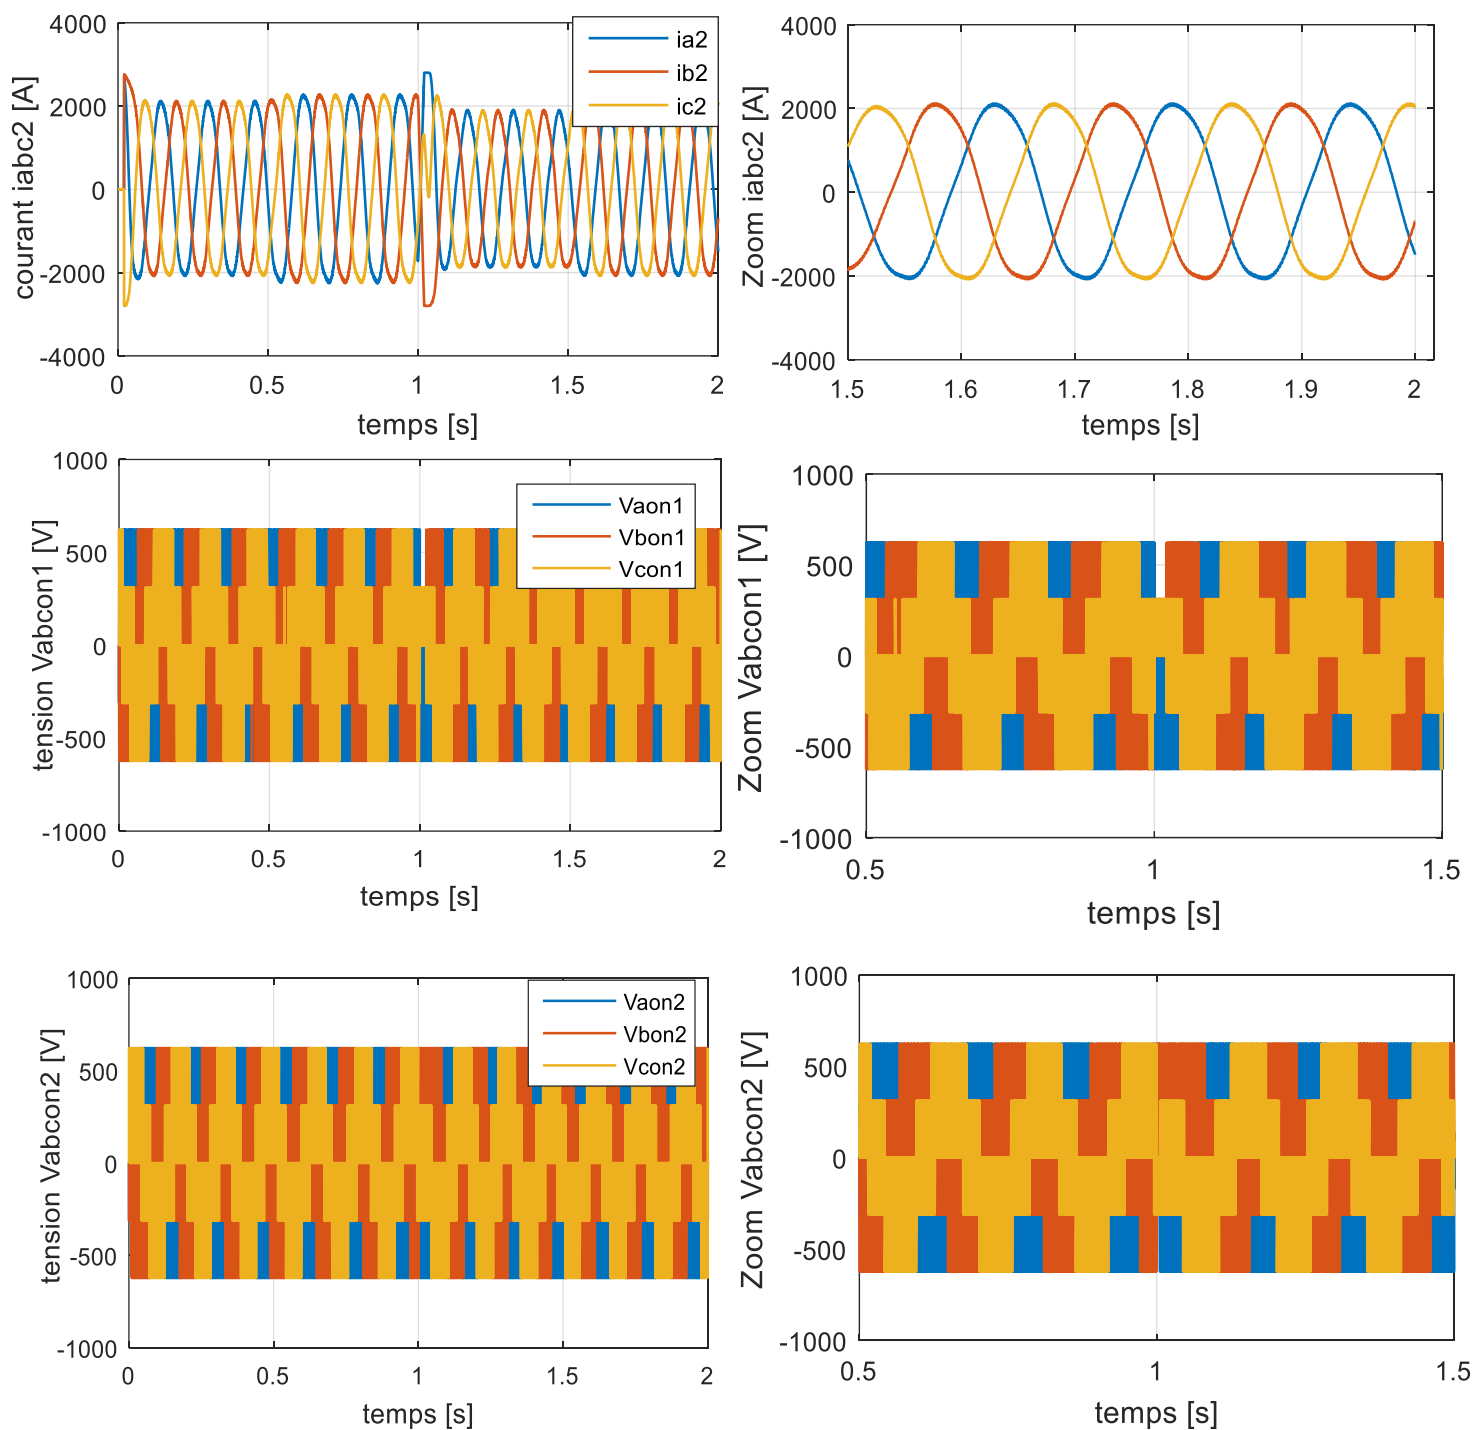 courant iabc2 [A]
4000
2000
0
-2000
-4000
0
0.5
1
1.5
2
temps [s]
ia2
ib2
ic2
Zoom iabc2 [A]
4000
2000
0
-2000
-4000
1.5
1.6
1.7
1.8
1.9
2
temps [s]
tension Vabcon1 [V]
1000
500
0
-500
-1000
0
0.5
1
1.5
2
temps [s]
Vaon1
Vbon1
Vcon1
Zoom Vabcon1 [V]
1000
500
0
-500
-1000
0.5
1
1.5
temps [s]
tension Vabcon2 [V]
1000
500
0
-500
-1000
0
0.5
1
1.5
2
temps [s]
Vaon2
Vbon2
Vcon2
Zoom Vabcon2 [V]
1000
500
0
-500
-1000
0.5
1
1.5
temps [s]